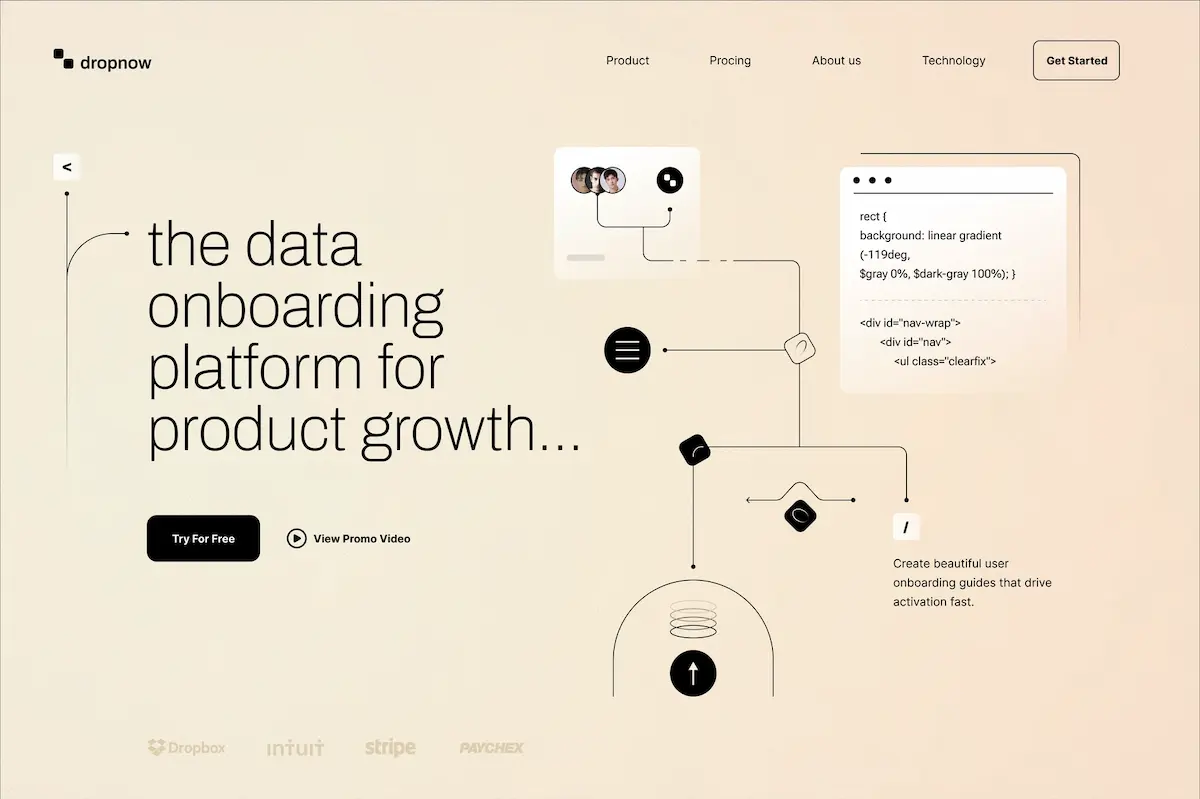 dropnow
Product
Procing
About us
Technology
Get Started
<
the data
onboarding
platform for
product growth...
Try For Free
View Promo Video
rect {
background: linear gradient
(-119deg,
$gray 0%, $dark-gray 100%); }
<div id="nav-wrap">
<div id="nav">
<ul class="clearfix">
/
Create beautiful user
onboarding guides that drive
activation fast.
Dropbox
intuit
stripe
PAYCHEX